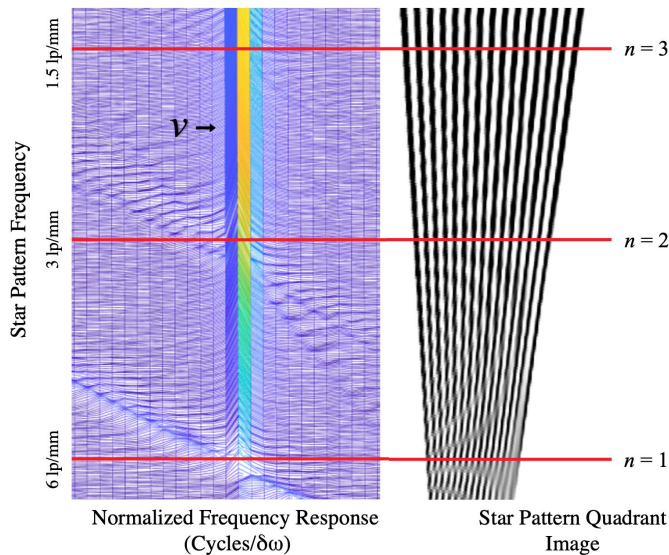 Star Pattern Frequency
1.5 lp/mm
3 lp/mm
6 lp/mm
v
n = 3
n = 2
n = 1
Normalized Frequency Response
(Cycles/δω)
Star Pattern Quadrant
Image